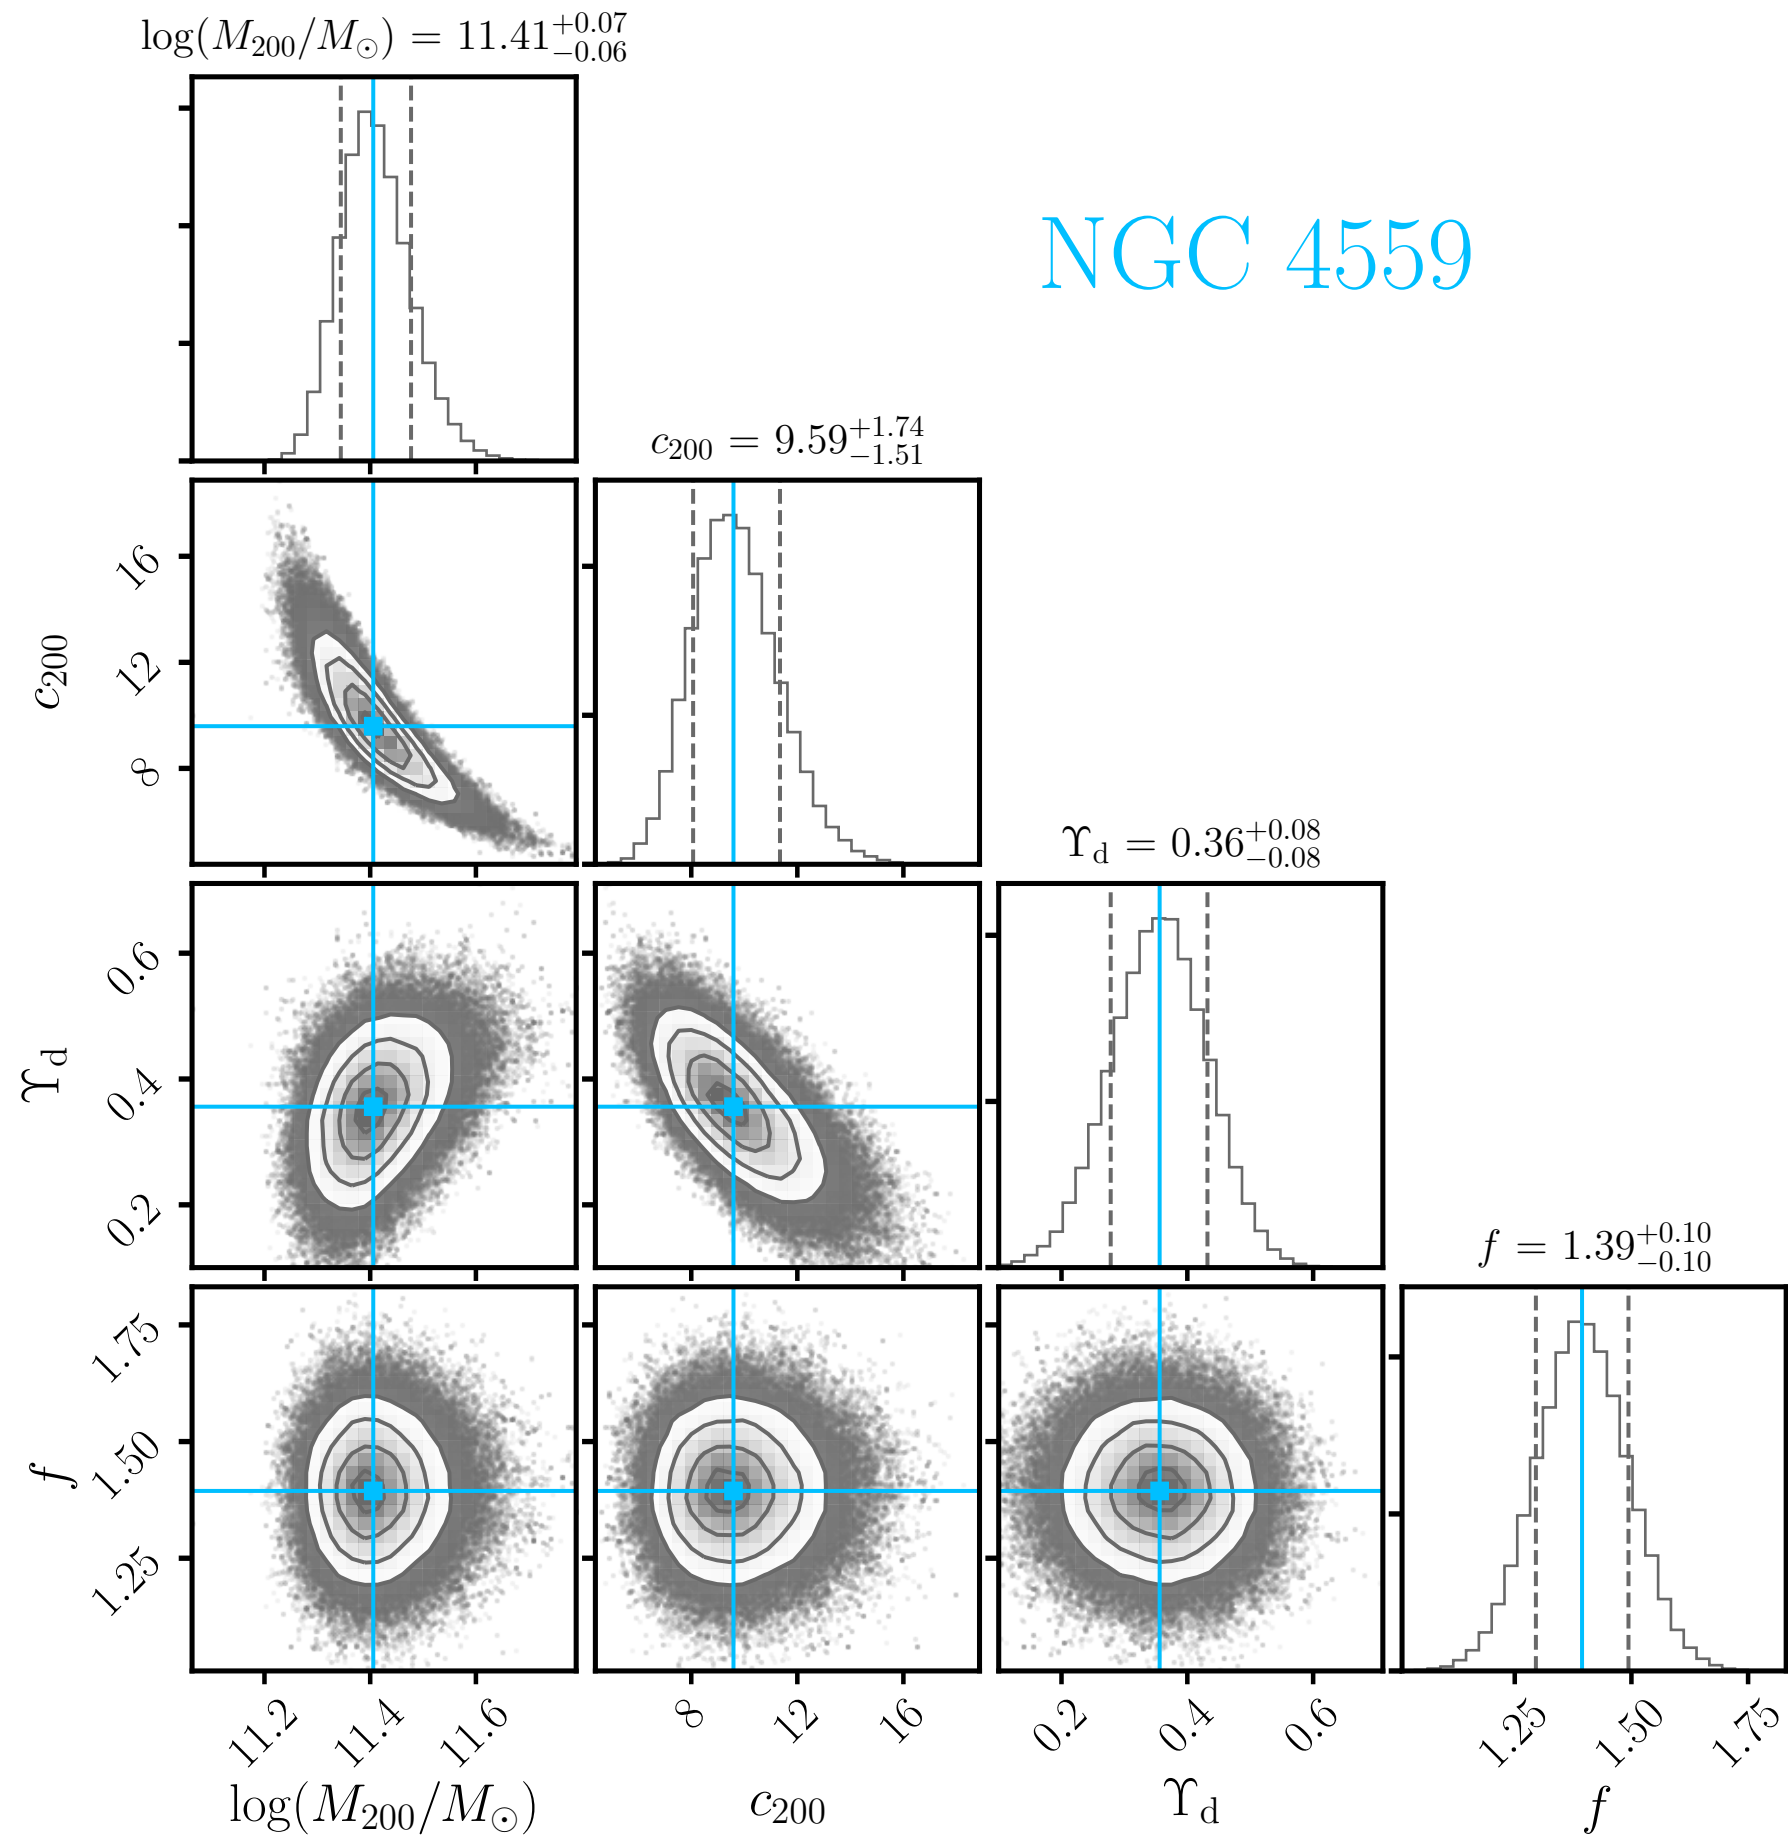 log(M₂₀₀/M☉) = 11.41 +0.07 −0.06
NGC 4559
c₂₀₀ = 9.59 +1.74 −1.51
16
12
8
c₂₀₀
ϒd = 0.36 +0.08 −0.08
0.6
0.4
0.2
ϒd
f = 1.39 +0.10 −0.10
1.75
1.50
1.25
f
11.2 11.4 11.6 8 12 16 0.2 0.4 0.6 1.25 1.50 1.75
log(M₂₀₀/M☉) c₂₀₀ ϒd f